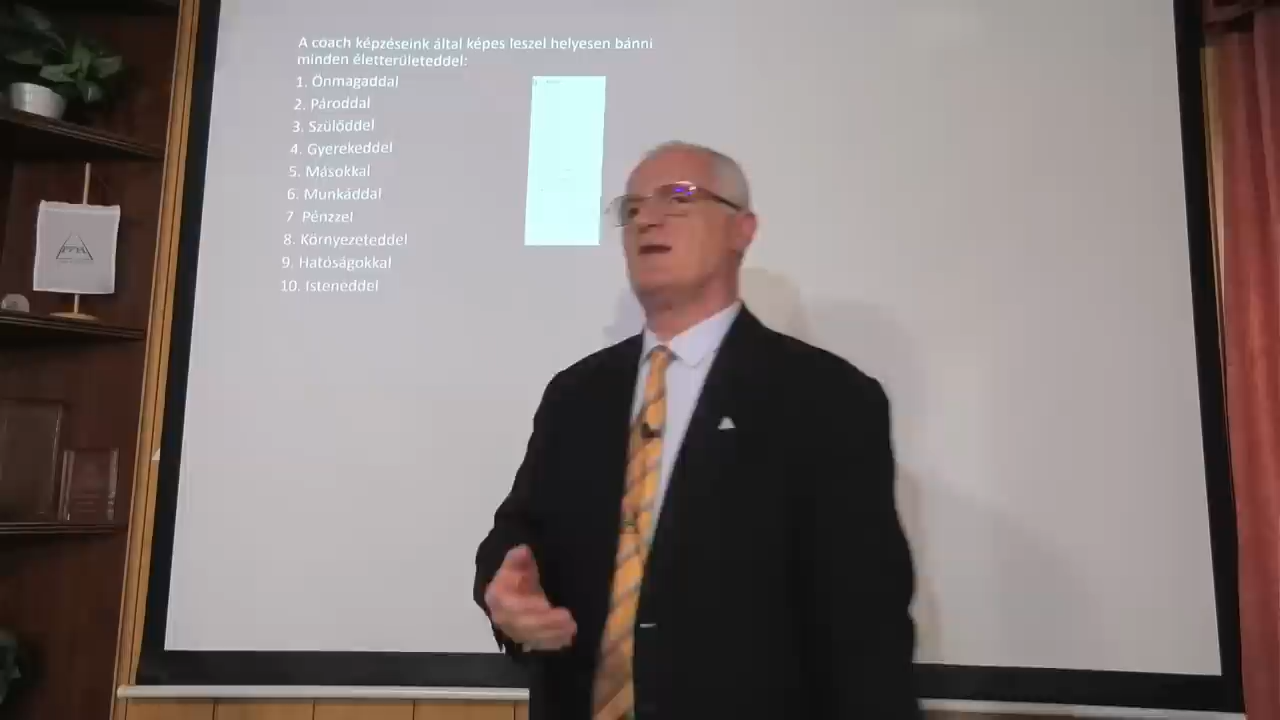 A coach képzéseink által képes leszel helyesen bánni
minden életterületeddel:
1. Önmagaddal
2. Pároddal
3. Szülőddel
4. Gyerekeddel
5. Másokkal
6. Munkáddal
7 Pénzzel
8. Környezeteddel
9. Hatóságokkal
10. Isteneddel